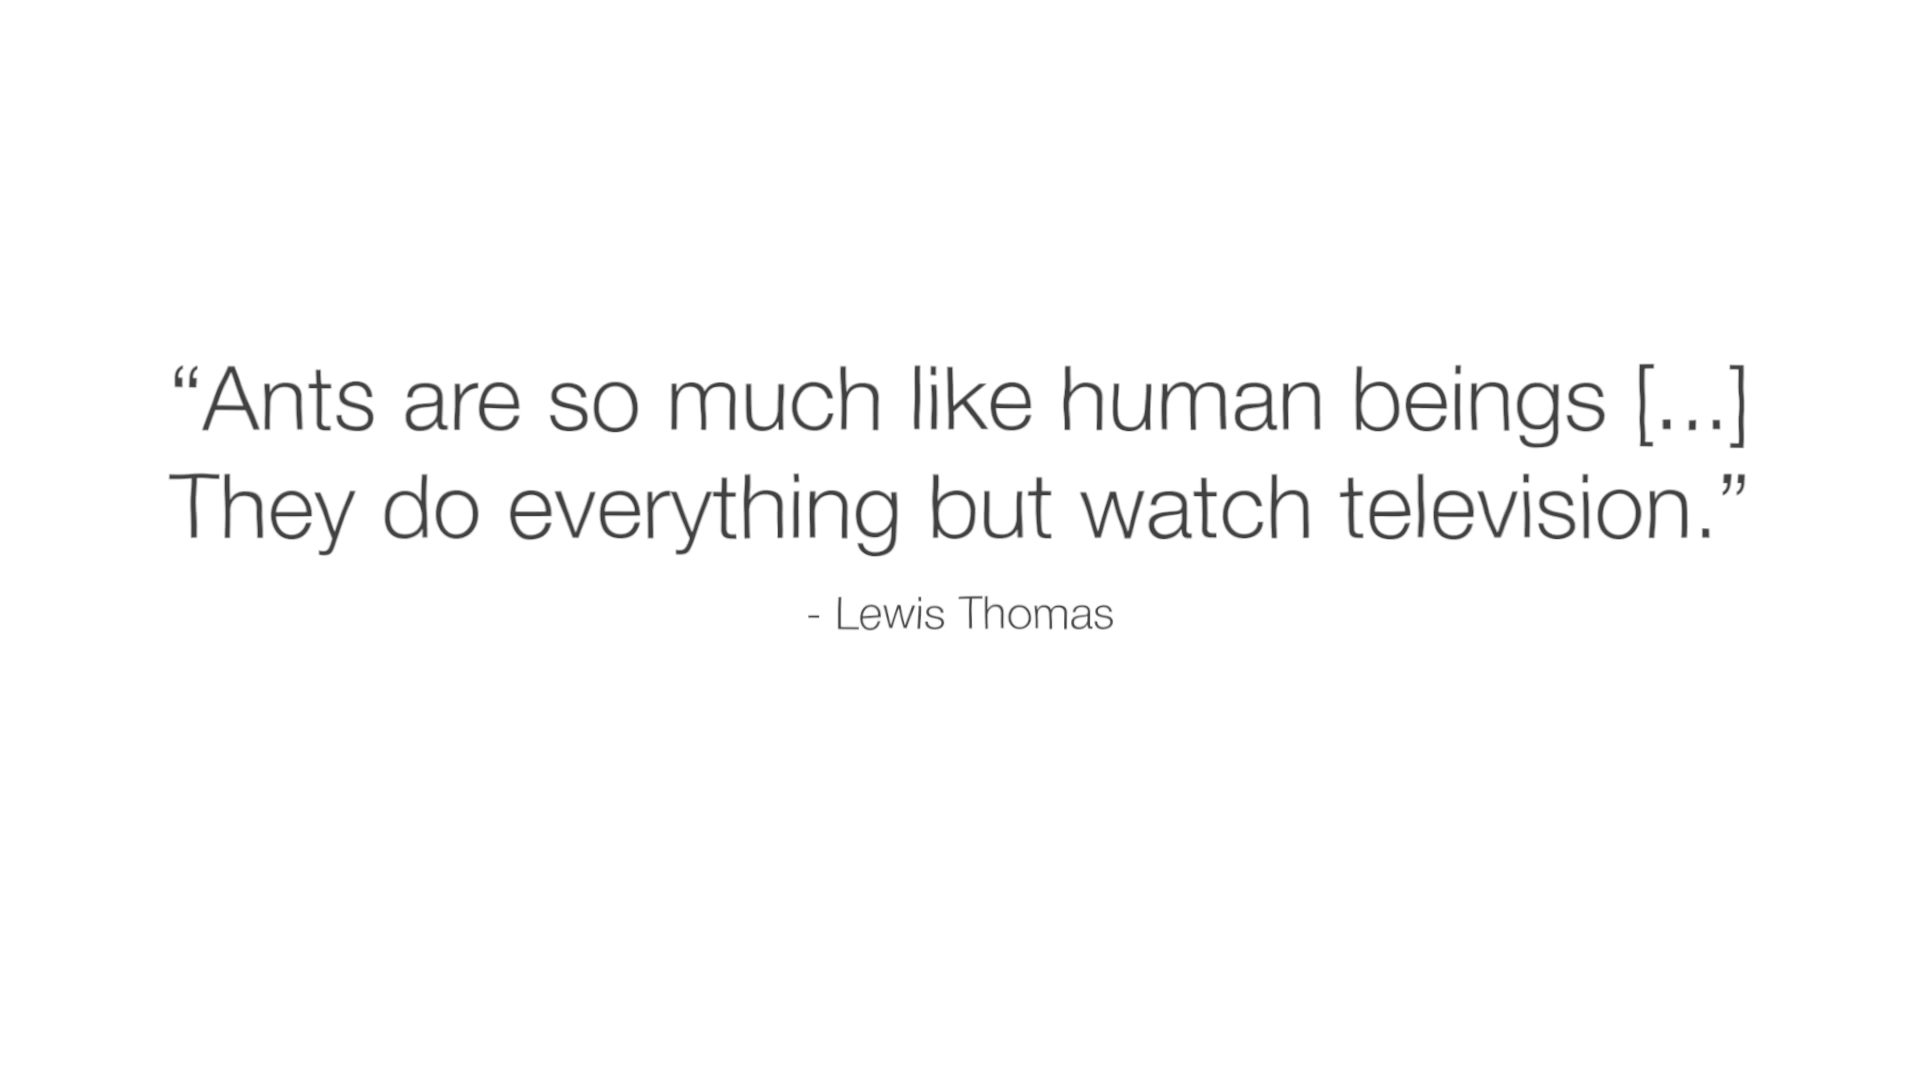 “Ants are so much like human beings [...]
They do everything but watch television.”
- Lewis Thomas